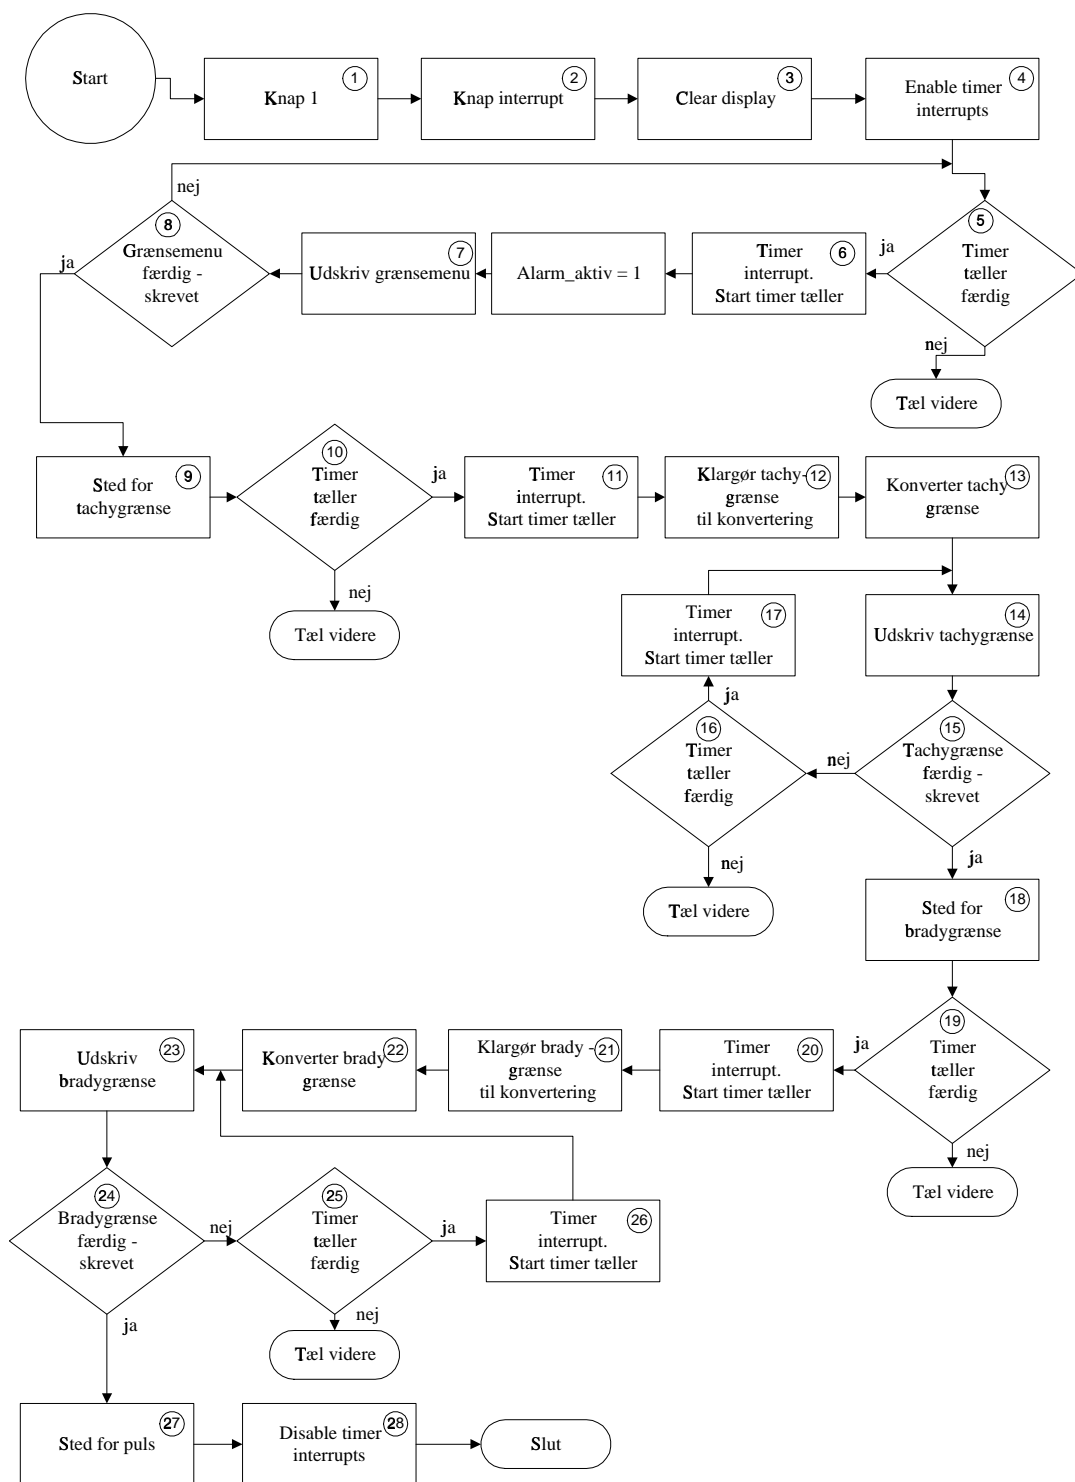 Start
1
Knap 1
2
Knap interrupt
3
Clear display
4
Enable timer
interrupts
nej
8
Grænsemenu
færdig -
skrevet
ja
7
Udskriv grænsemenu
Alarm_aktiv = 1
6
Timer
interrupt.
Start timer tæller
ja
5
Timer
tæller
færdig
nej
Tæl videre
9
Sted for
tachygrænse
10
Timer
tæller
færdig
ja
nej
Tæl videre
11
Timer
interrupt.
Start timer tæller
12
Klargør tachy-
grænse
til konvertering
13
Konverter tachy
grænse
17
Timer
interrupt.
Start timer tæller
14
Udskriv tachygrænse
ja
16
Timer
tæller
færdig
nej
15
Tachygrænse
færdig -
skrevet
nej
Tæl videre
ja
18
Sted for
bradygrænse
23
Udskriv
bradygrænse
22
Konverter brady
grænse
21
Klargør brady -
grænse
til konvertering
20
Timer
interrupt.
Start timer tæller
ja
19
Timer
tæller
færdig
nej
Tæl videre
24
Bradygrænse
færdig -
skrevet
nej
25
Timer
tæller
færdig
ja
26
Timer
interrupt.
Start timer tæller
ja
nej
Tæl videre
27
Sted for puls
28
Disable timer
interrupts
Slut